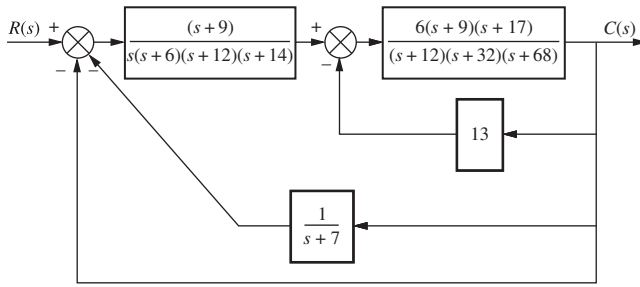 R(s) + − −
(s + 9)
s(s + 6)(s + 12)(s + 14)
+ −
6(s + 9)(s + 17)
(s + 12)(s + 32)(s + 68)
C(s)
13
1
s + 7